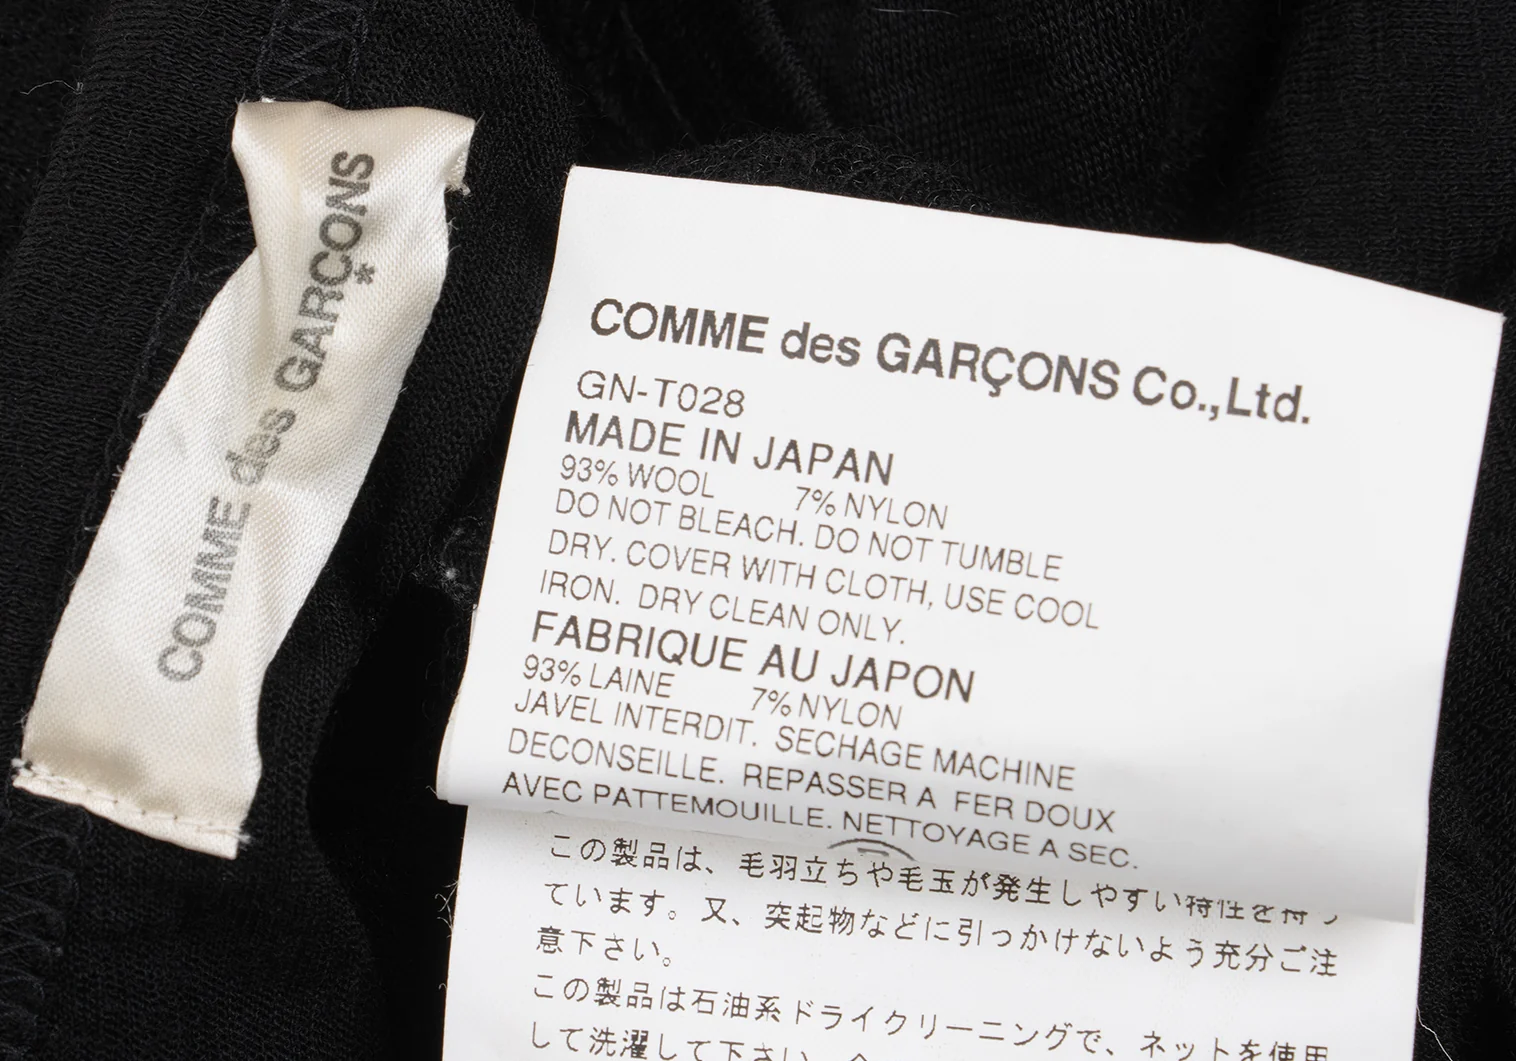 COMME des GARÇONS
COMME des GARÇONS Co.,Ltd.
GN-T028
MADE IN JAPAN
93% WOOL 7% NYLON
DO NOT BLEACH. DO NOT TUMBLE
DRY. COVER WITH CLOTH, USE COOL
IRON. DRY CLEAN ONLY.
FABRIQUE AU JAPON
93% LAINE 7% NYLON
JAVEL INTERDIT. SECHAGE MACHINE
DECONSEILLE. REPASSER A FER DOUX
AVEC PATTEMOUILLE. NETTOYAGE A SEC.
この製品は、毛羽立ちや毛玉が発生しやすい特性を持っ
ています。又、突起物などに引っかけないよう充分ご注
意下さい。
この製品は石油系ドライクリーニングで、ネットを使用
して洗濯して下さい。